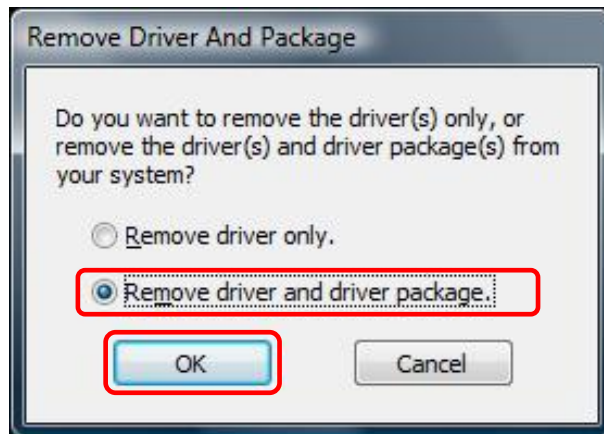 Remove Driver And Package
Do you want to remove the driver(s) only, or
remove the driver(s) and driver package(s) from
your system?
Remove driver only.
Remove driver and driver package.
OK
Cancel